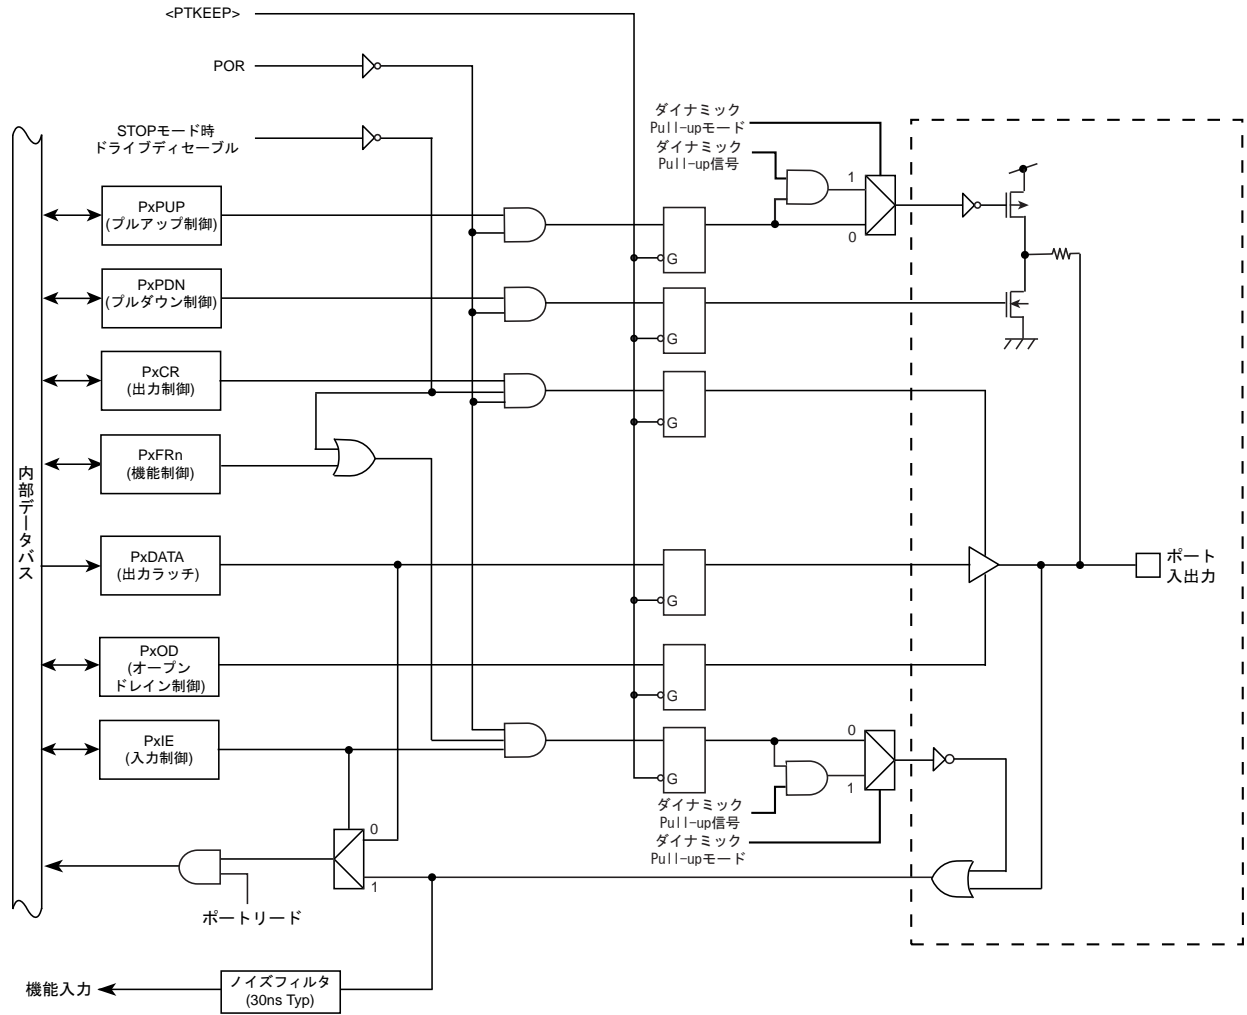 <PTKEEP>
POR
STOPモード時
ドライブディセーブル
ダイナミック
Pull-upモード
ダイナミック
Pull-up信号
1
0
PxPUP
(プルアップ制御)
G
PxPDN
(プルダウン制御)
G
PxCR
(出力制御)
G
PxFRn
(機能制御)
内部データバス
PxDATA
(出力ラッチ)
G
ポート
入出力
PxOD
(オープン
ドレイン制御)
G
PxIE
(入力制御)
G
0
1
ダイナミック
Pull-up信号
ダイナミック
Pull-upモード
0
1
ポートリード
機能入力
ノイズフィルタ
(30ns Typ)